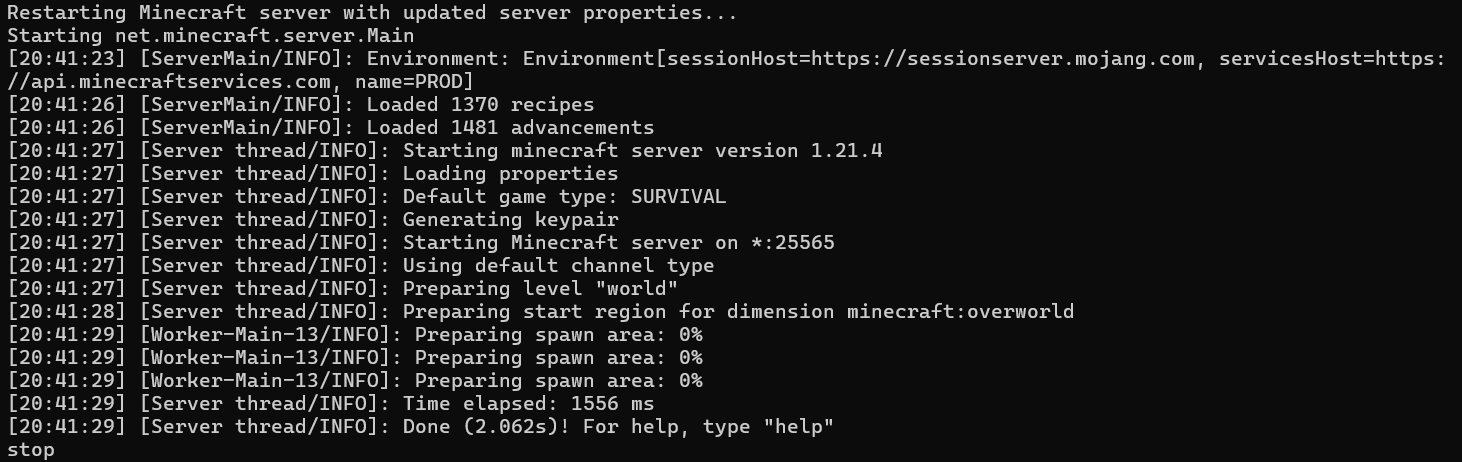 Restarting Minecraft server with updated server properties...
Starting net.minecraft.server.Main
[20:41:23] [ServerMain/INFO]: Environment: Environment[sessionHost=https://sessionserver.mojang.com, servicesHost=https:
//api.minecraftservices.com, name=PROD]
[20:41:26] [ServerMain/INFO]: Loaded 1370 recipes
[20:41:26] [ServerMain/INFO]: Loaded 1481 advancements
[20:41:27] [Server thread/INFO]: Starting minecraft server version 1.21.4
[20:41:27] [Server thread/INFO]: Loading properties
[20:41:27] [Server thread/INFO]: Default game type: SURVIVAL
[20:41:27] [Server thread/INFO]: Generating keypair
[20:41:27] [Server thread/INFO]: Starting Minecraft server on *:25565
[20:41:27] [Server thread/INFO]: Using default channel type
[20:41:27] [Server thread/INFO]: Preparing level "world"
[20:41:28] [Server thread/INFO]: Preparing start region for dimension minecraft:overworld
[20:41:29] [Worker-Main-13/INFO]: Preparing spawn area: 0%
[20:41:29] [Worker-Main-13/INFO]: Preparing spawn area: 0%
[20:41:29] [Worker-Main-13/INFO]: Preparing spawn area: 0%
[20:41:29] [Server thread/INFO]: Time elapsed: 1556 ms
[20:41:29] [Server thread/INFO]: Done (2.062s)! For help, type "help"
stop